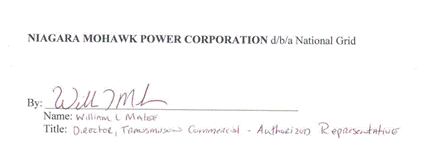 NIAGARA MOHAWK POWER CORPORATION d/b/a National Grid
By:
Name: William L Malee
Title: Director, Transmission Commercial - Authorized Representative